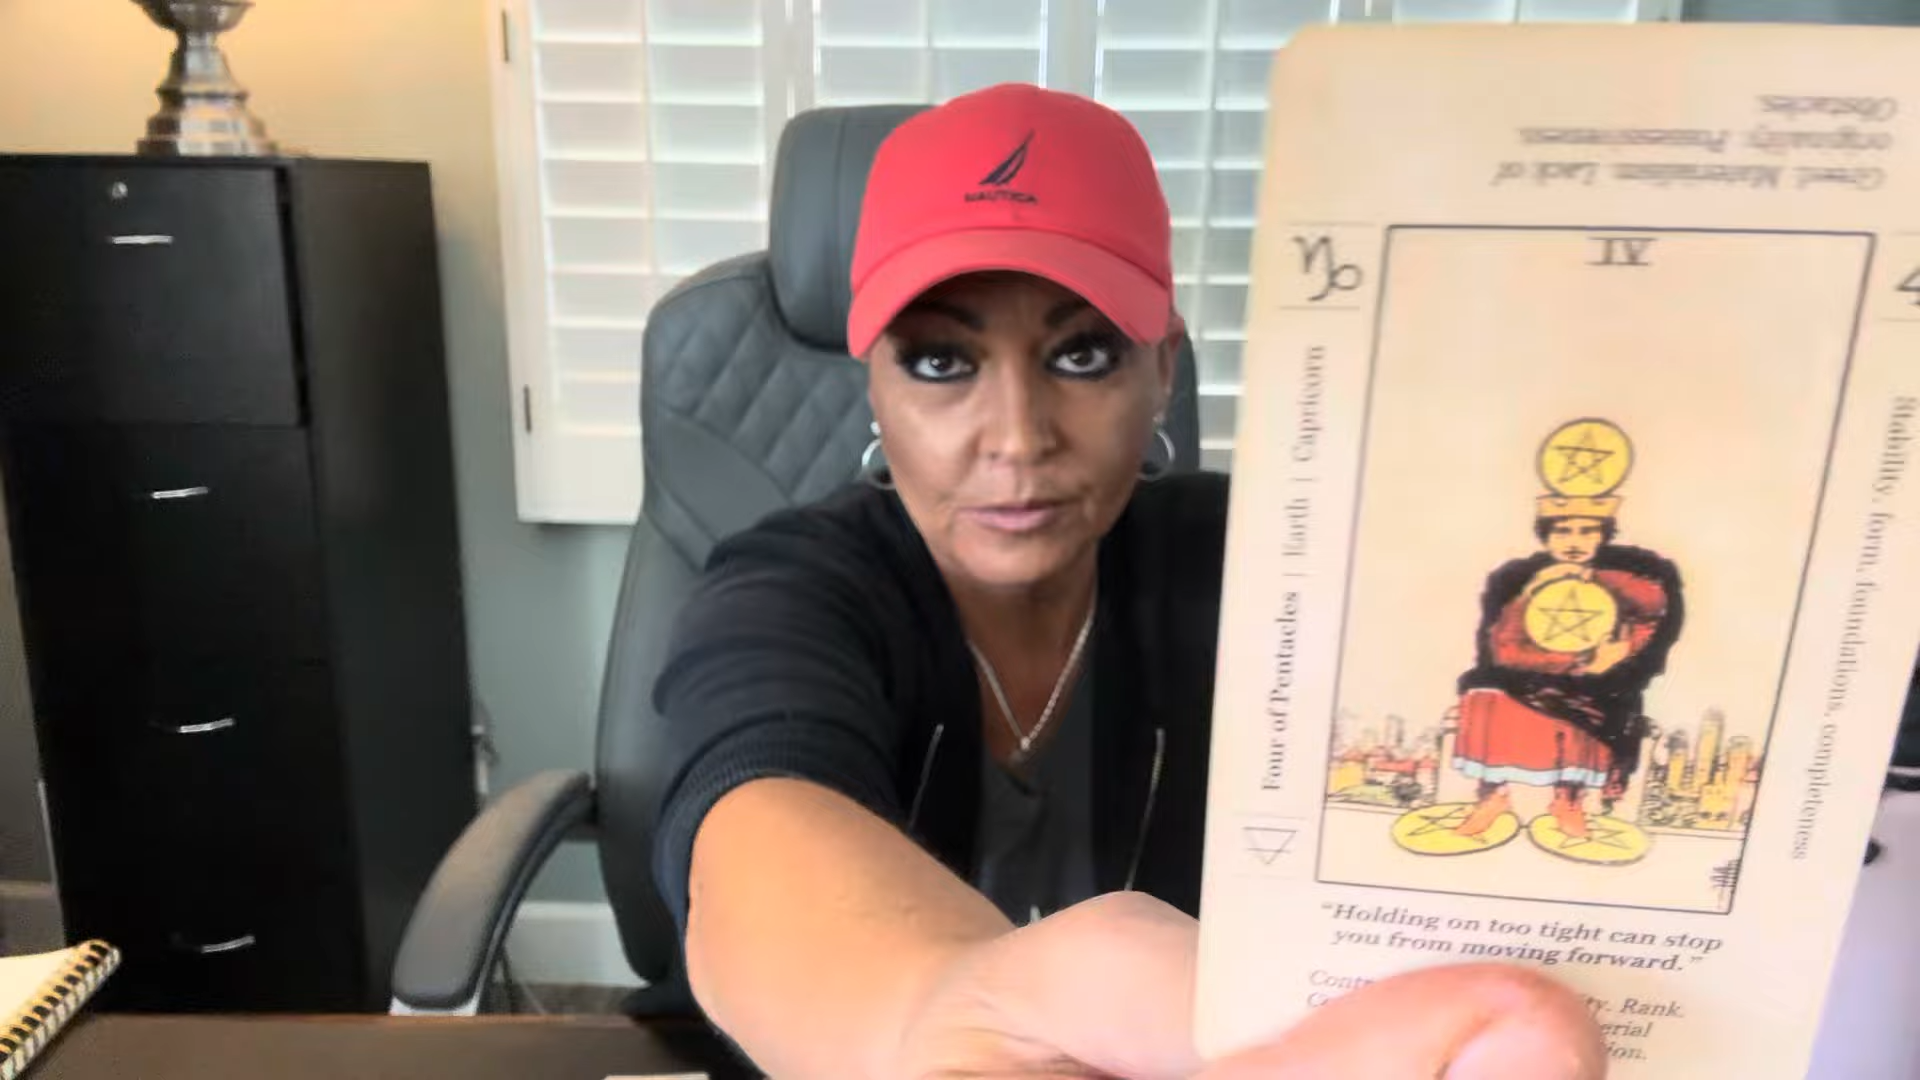 NAUTICA
Greed. Materialism. Lack of
originality. Possessiveness.
Obstacles.
IV
4
Four of Pentacles | Earth | Capricorn
Stability, form, foundations, completeness
"Holding on too tight can stop
you from moving forward."
Rank.